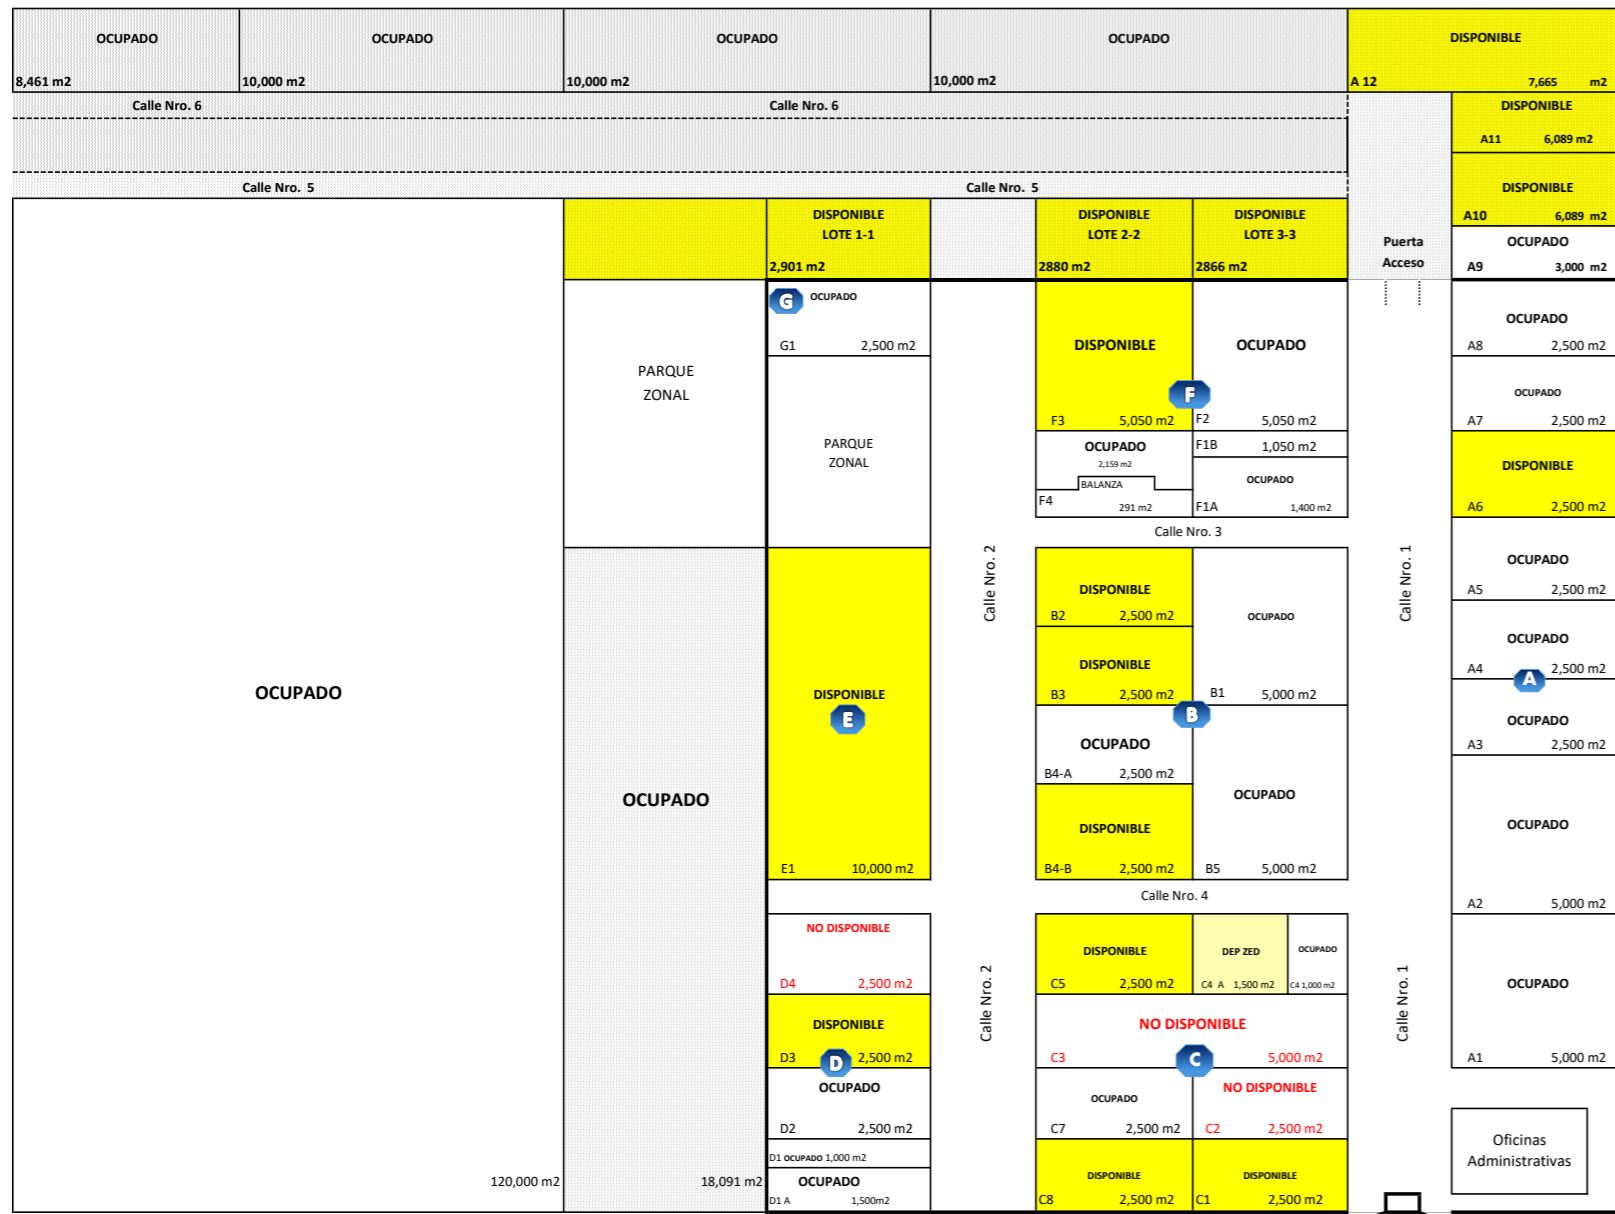 OCUPADO
8,461 m2
OCUPADO
10,000 m2
OCUPADO
10,000 m2
OCUPADO
10,000 m2
DISPONIBLE
A 12 7,665 m2
Calle Nro. 6
Calle Nro. 6
DISPONIBLE
A11 6,089 m2
Calle Nro. 5
Calle Nro. 5
DISPONIBLE
A10 6,089 m2
DISPONIBLE
LOTE 1-1
2,901 m2
DISPONIBLE
LOTE 2-2
2880 m2
DISPONIBLE
LOTE 3-3
2866 m2
Puerta
Acceso
OCUPADO
A9 3,000 m2
G
OCUPADO
G1 2,500 m2
PARQUE
ZONAL
PARQUE
ZONAL
DISPONIBLE
F3 5,050 m2
OCUPADO
F2 5,050 m2
F
F1B 1,050 m2
OCUPADO
2,159 m2
BALANZA
F4 291 m2
OCUPADO
F1A 1,400 m2
OCUPADO
A8 2,500 m2
OCUPADO
A7 2,500 m2
DISPONIBLE
A6 2,500 m2
Calle Nro. 3
Calle Nro. 2
Calle Nro. 1
OCUPADO
A5 2,500 m2
OCUPADO
A4 2,500 m2
A
OCUPADO
A3 2,500 m2
OCUPADO
A2 5,000 m2
OCUPADO
A1 5,000 m2
DISPONIBLE
B2 2,500 m2
DISPONIBLE
B3 2,500 m2
OCUPADO
B1 5,000 m2
B
OCUPADO
B4-A 2,500 m2
DISPONIBLE
B4-B 2,500 m2
OCUPADO
B5 5,000 m2
DISPONIBLE
E
E1 10,000 m2
OCUPADO
120,000 m2
OCUPADO
18,091 m2
Calle Nro. 4
NO DISPONIBLE
D4 2,500 m2
DISPONIBLE
D3 2,500 m2
D
OCUPADO
D2 2,500 m2
D1 OCUPADO 1,000 m2
OCUPADO
D1 A 1,500m2
Calle Nro. 2
DISPONIBLE
C5 2,500 m2
DEP ZED
C4 A 1,500 m2
OCUPADO
C4 1,000 m2
NO DISPONIBLE
C3 5,000 m2
C
OCUPADO
C7 2,500 m2
NO DISPONIBLE
C2 2,500 m2
DISPONIBLE
C8 2,500 m2
DISPONIBLE
C1 2,500 m2
Calle Nro. 1
Oficinas
Administrativas